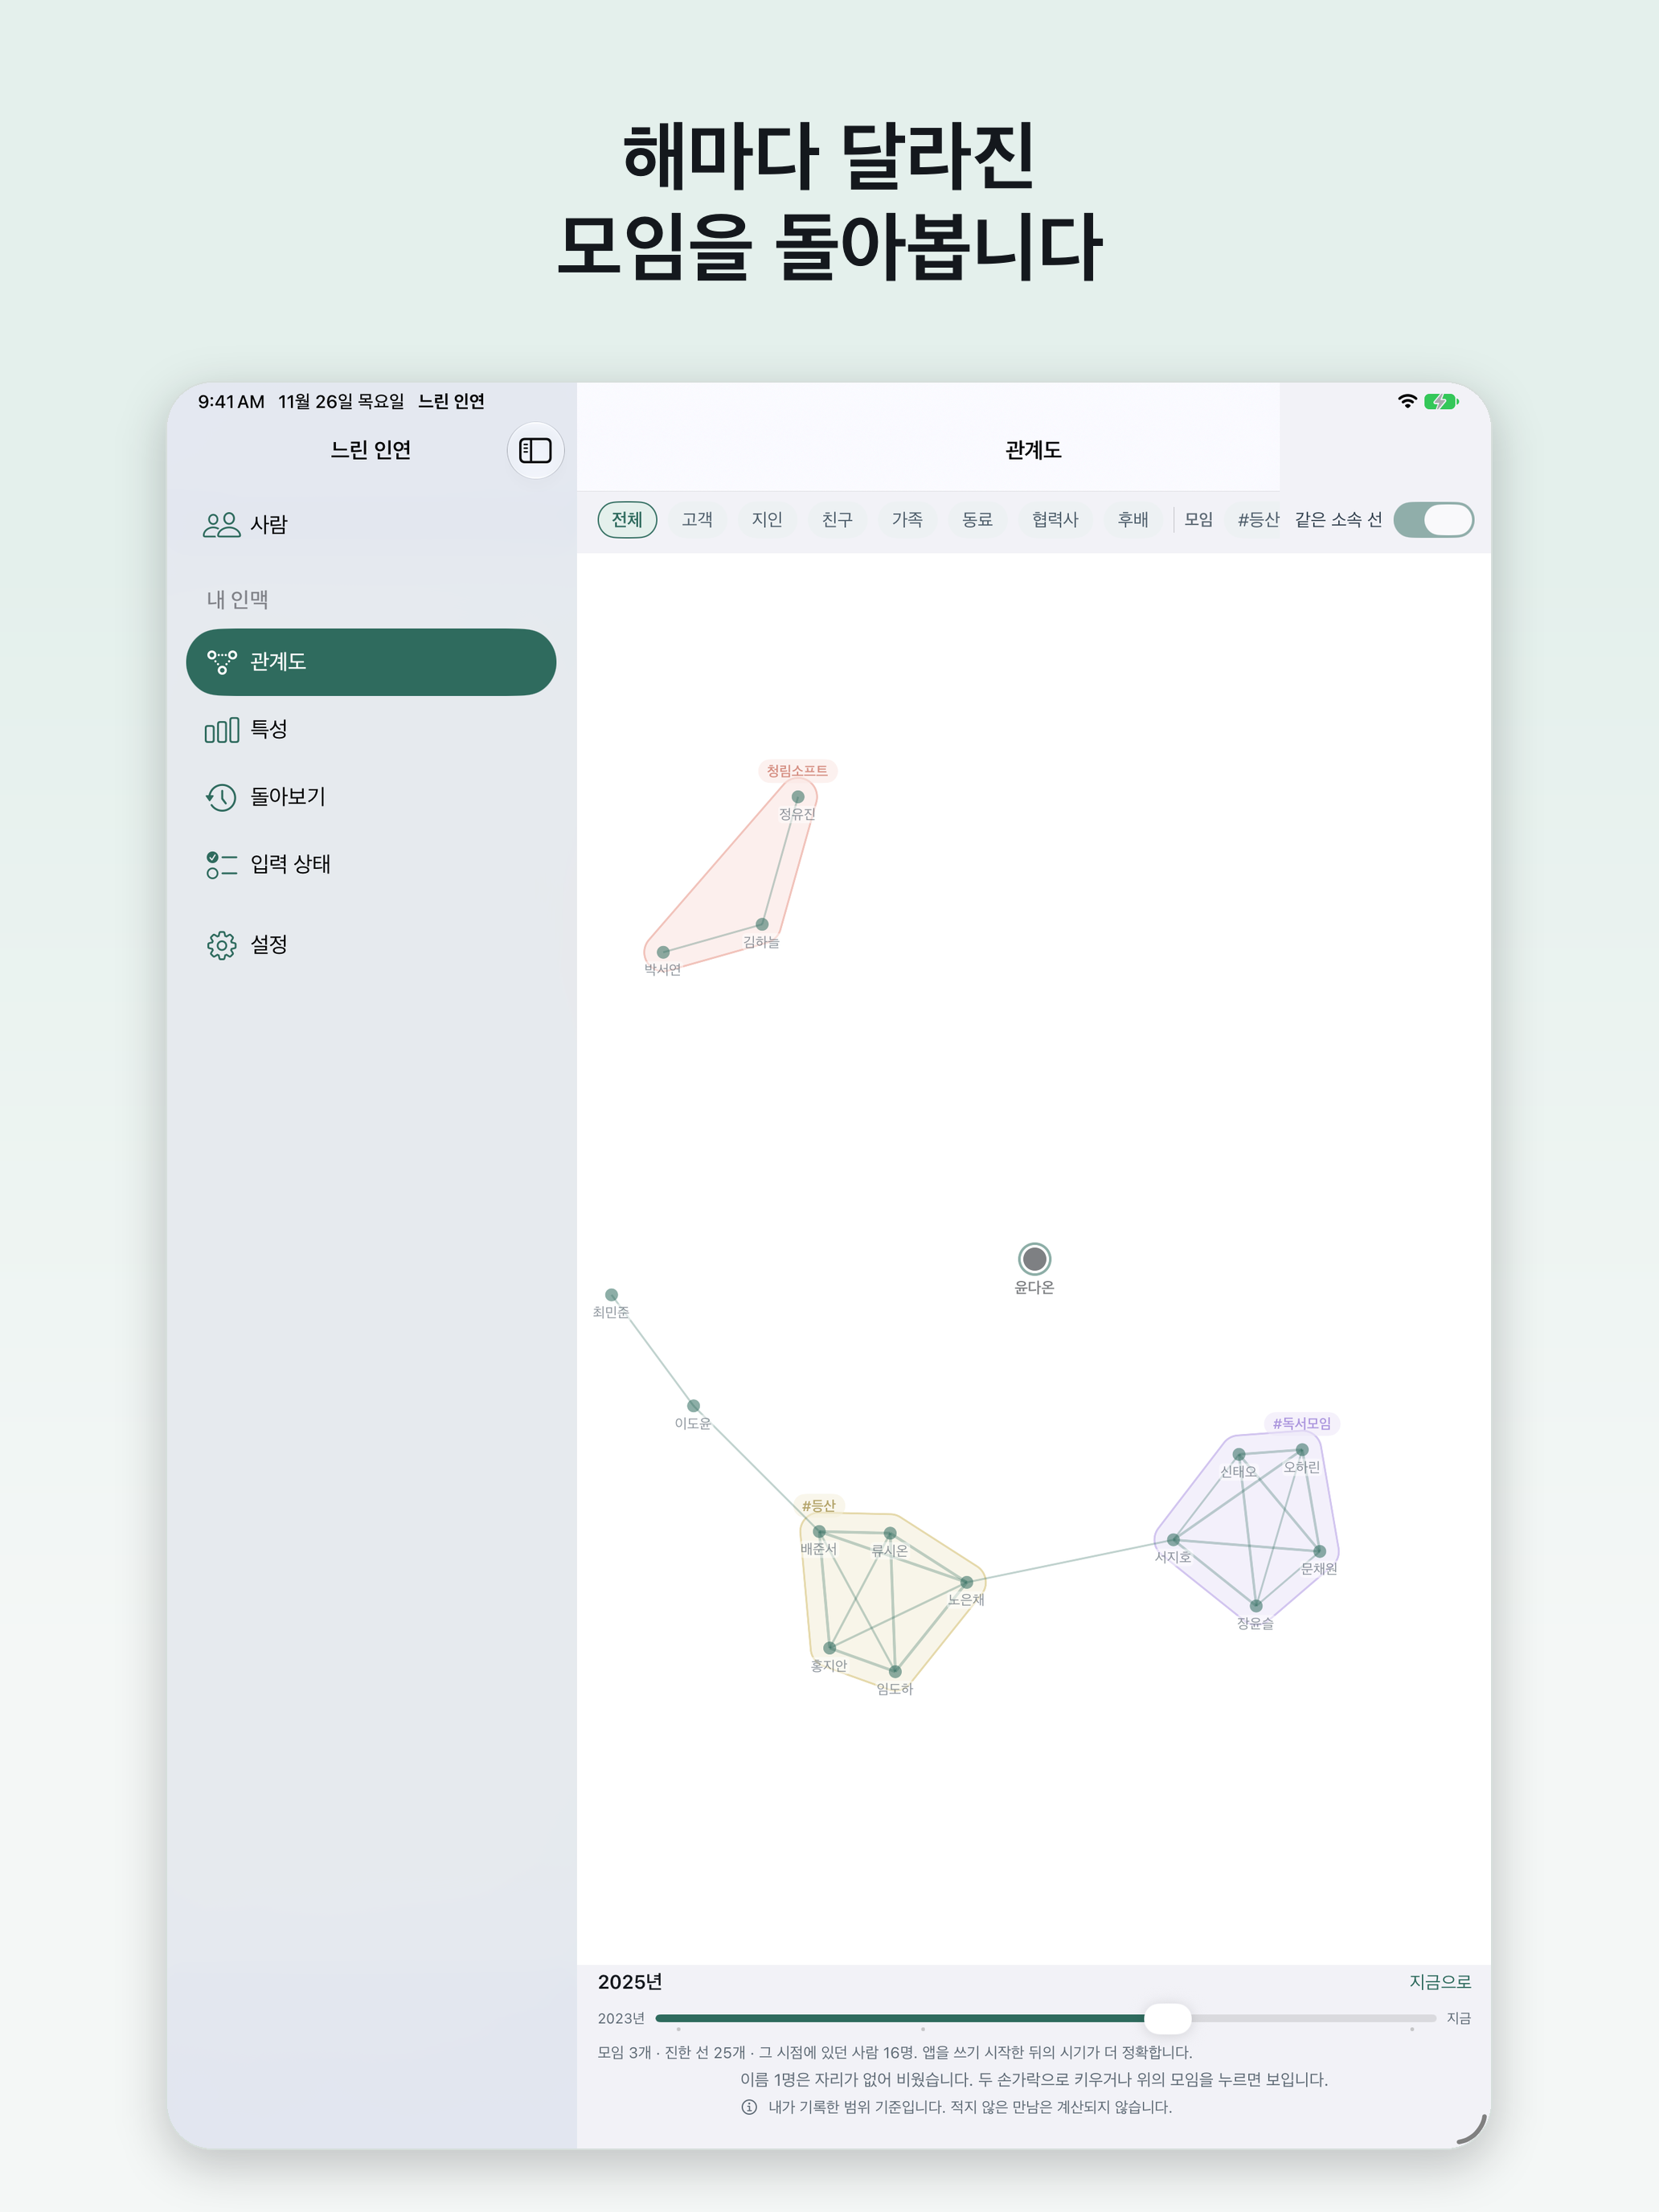 해마다 달라진
모임을 돌아봅니다
9:41 AM 11월 26일 목요일 느린 인연
느린 인연
관계도
사람
내 인맥
관계도
특성
돌아보기
입력 상태
설정
전체 고객 지인 친구 가족 동료 협력사 후배 모임 #등산 같은 소속 선
청림소프트
정유진
김하늘
박서연
윤다온
최민준
이도윤
#독서모임
신태오 오하린
#등산
배준서 류시온
서지호
문채원
노은채
장윤슬
홍지안
임도하
2025년 지금으로
2023년 지금
모임 3개 · 진한 선 25개 · 그 시점에 있던 사람 16명. 앱을 쓰기 시작한 뒤의 시기가 더 정확합니다.
이름 1명은 자리가 없어 비웠습니다. 두 손가락으로 키우거나 위의 모임을 누르면 보입니다.
내가 기록한 범위 기준입니다. 적지 않은 만남은 계산되지 않습니다.